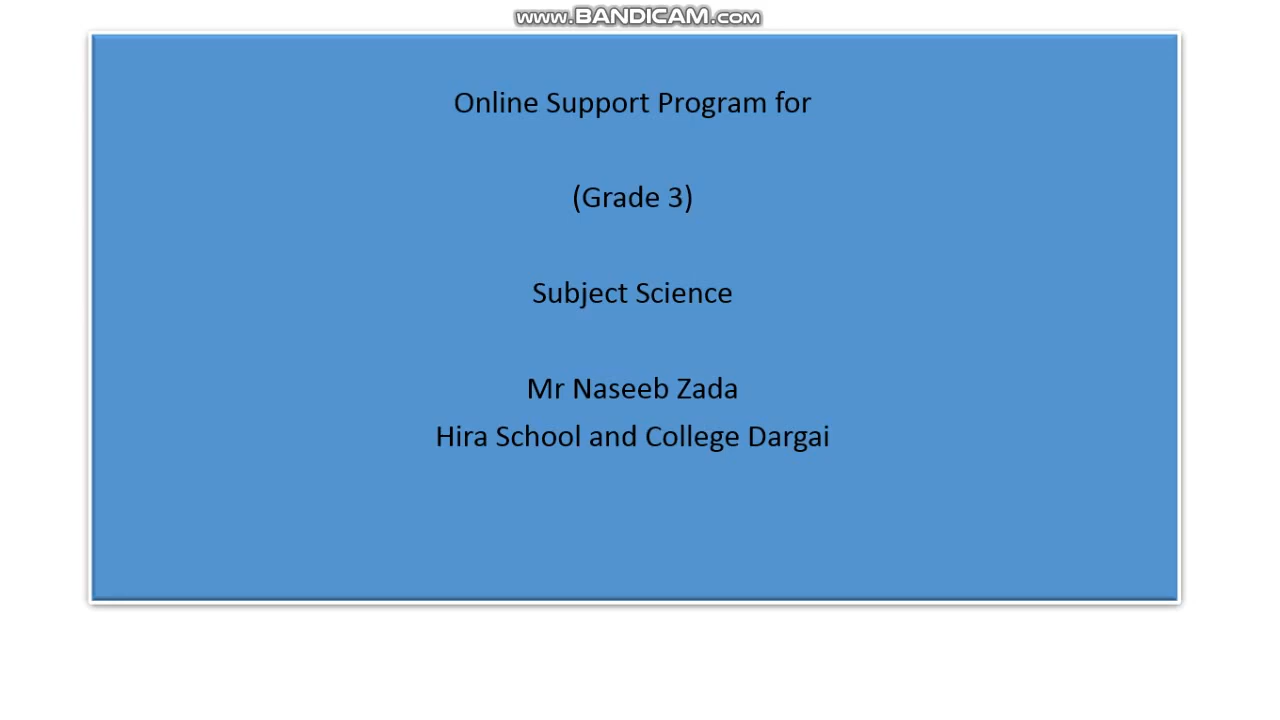 www.BANDICAM.com
Online Support Program for
(Grade 3)
Subject Science
Mr Naseeb Zada
Hira School and College Dargai